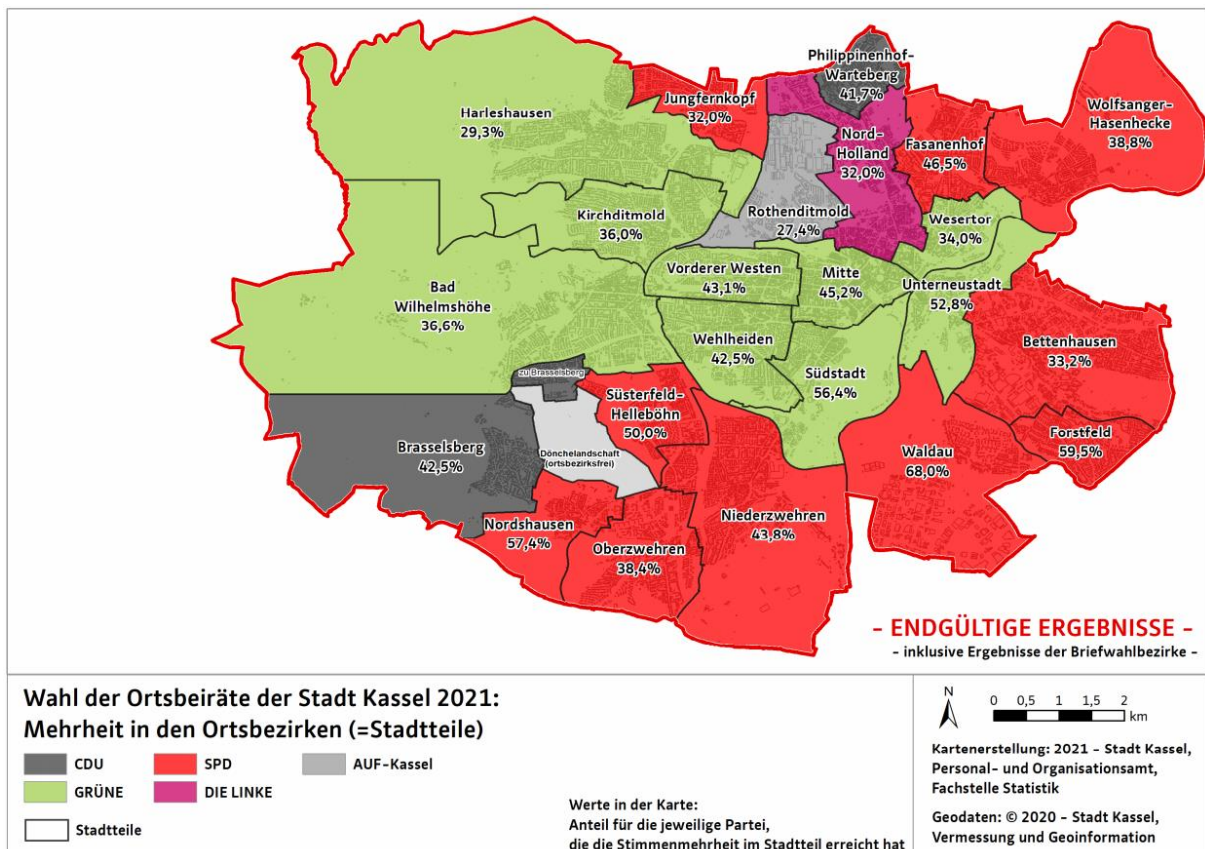 Philippinenhof-
Warteberg
41,7%
Jungfernkopf
32,0%
Harleshausen
29,3%
Wolfsanger-
Hasenhecke
38,8%
Nord-
Holland
32,0%
Fasanenhof
46,5%
Kirchditmold
36,0%
Rothenditmold
27,4%
Wesertor
34,0%
Vorderer Westen
43,1%
Mitte
45,2%
Unterneustadt
52,8%
Bad
Wilhelmshöhe
36,6%
Wehlheiden
42,5%
Bettenhausen
33,2%
Südstadt
56,4%
zu Brasselsberg
Süsterfeld-
Helleböhn
50,0%
Brasselsberg
42,5%
Dönchelandschaft
(ortsbezirksfrei)
Waldau
68,0%
Forstfeld
59,5%
Nordshausen
57,4%
Oberzwehren
38,4%
Niederzwehren
43,8%
- ENDGÜLTIGE ERGEBNISSE -
- inklusive Ergebnisse der Briefwahlbezirke -
Wahl der Ortsbeiräte der Stadt Kassel 2021:
Mehrheit in den Ortsbezirken (=Stadtteile)
CDU
SPD
AUF-Kassel
GRÜNE
DIE LINKE
Stadtteile
Werte in der Karte:
Anteil für die jeweilige Partei,
die die Stimmenmehrheit im Stadtteil erreicht hat
N
0 0,5 1 1,5 2
km
Kartenerstellung: 2021 - Stadt Kassel,
Personal- und Organisationsamt,
Fachstelle Statistik
Geodaten: © 2020 - Stadt Kassel,
Vermessung und Geoinformation